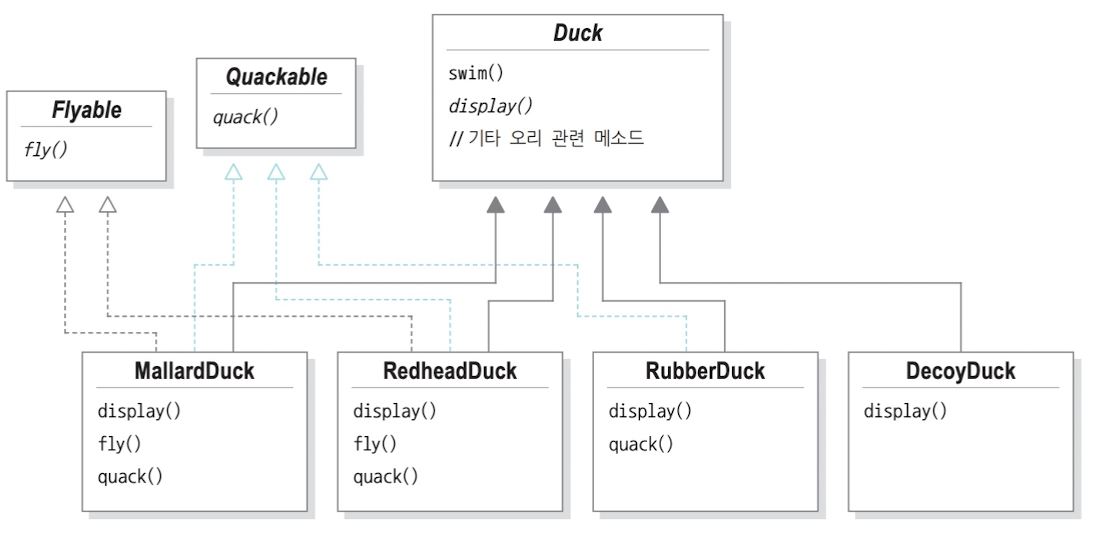 Duck
swim()
display()
// 기타 오리 관련 메소드
Quackable
quack()
Flyable
fly()
MallardDuck
display()
fly()
quack()
RedheadDuck
display()
fly()
quack()
RubberDuck
display()
quack()
DecoyDuck
display()